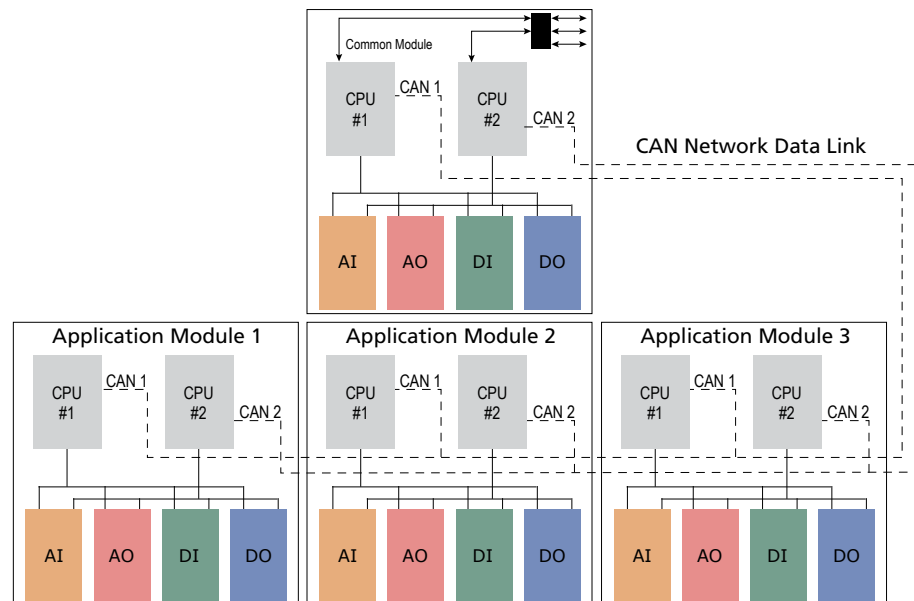 Common Module
CPU
#1
CAN 1
CPU
#2
CAN 2
CAN Network Data Link
AI
AO
DI
DO
Application Module 1
CPU
#1
CAN 1
CPU
#2
CAN 2
AI
AO
DI
DO
Application Module 2
CPU
#1
CAN 1
CPU
#2
CAN 2
AI
AO
DI
DO
Application Module 3
CPU
#1
CAN 1
CPU
#2
CAN 2
AI
AO
DI
DO